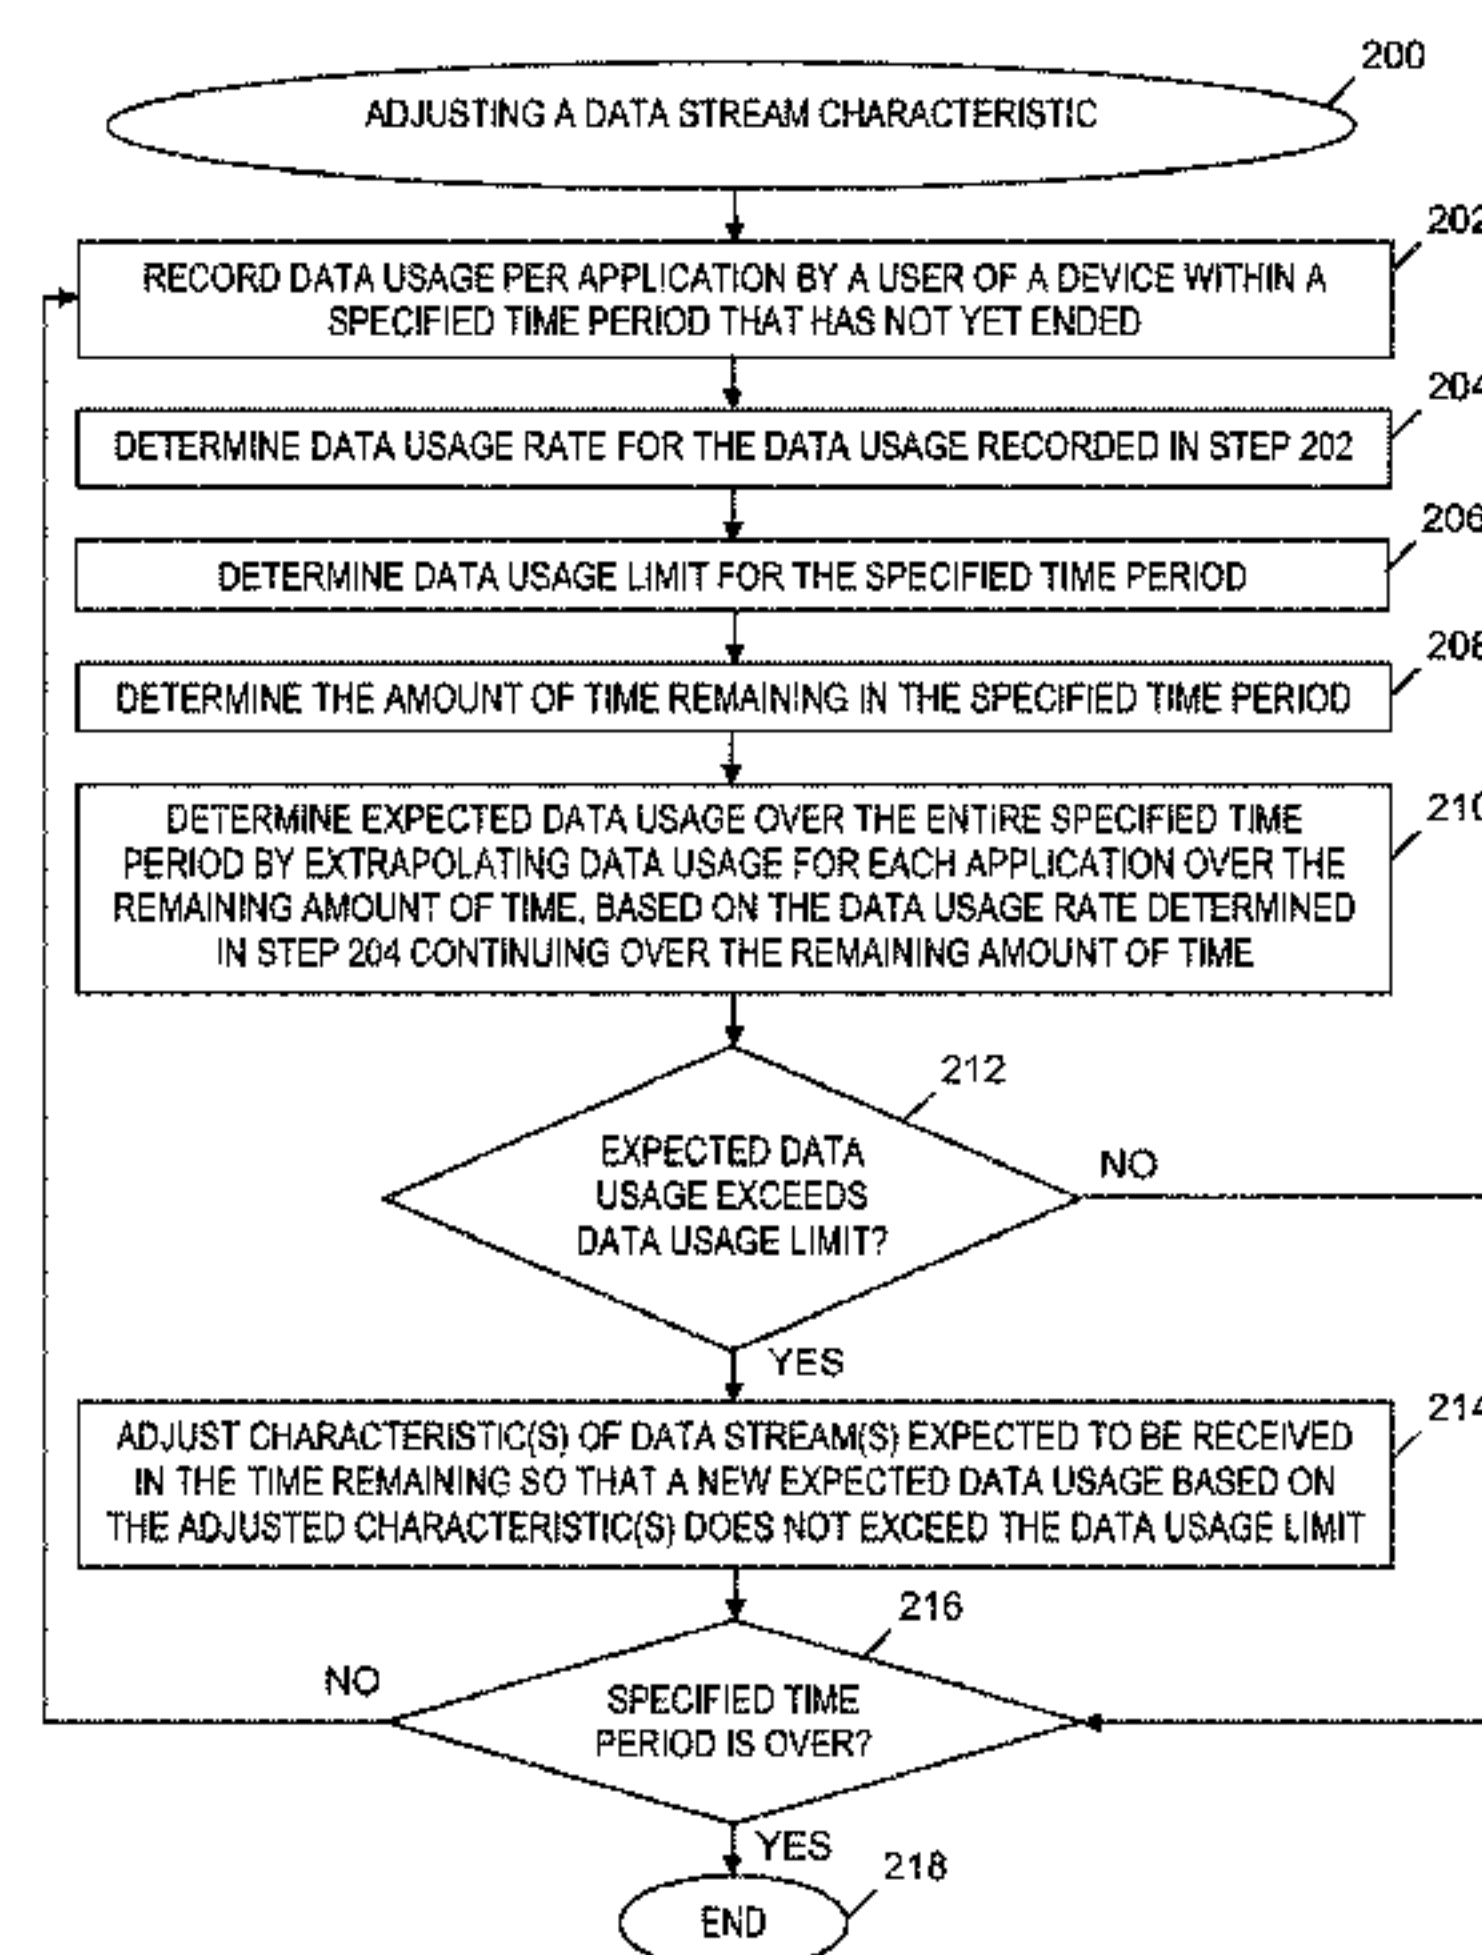 200
ADJUSTING A DATA STREAM CHARACTERISTIC
202
RECORD DATA USAGE PER APPLICATION BY A USER OF A DEVICE WITHIN A
SPECIFIED TIME PERIOD THAT HAS NOT YET ENDED
204
DETERMINE DATA USAGE RATE FOR THE DATA USAGE RECORDED IN STEP 202
206
DETERMINE DATA USAGE LIMIT FOR THE SPECIFIED TIME PERIOD
208
DETERMINE THE AMOUNT OF TIME REMAINING IN THE SPECIFIED TIME PERIOD
210
DETERMINE EXPECTED DATA USAGE OVER THE ENTIRE SPECIFIED TIME
PERIOD BY EXTRAPOLATING DATA USAGE FOR EACH APPLICATION OVER THE
REMAINING AMOUNT OF TIME, BASED ON THE DATA USAGE RATE DETERMINED
IN STEP 204 CONTINUING OVER THE REMAINING AMOUNT OF TIME
212
EXPECTED DATA
USAGE EXCEEDS
DATA USAGE LIMIT?
NO
YES
214
ADJUST CHARACTERISTIC(S) OF DATA STREAM(S) EXPECTED TO BE RECEIVED
IN THE TIME REMAINING SO THAT A NEW EXPECTED DATA USAGE BASED ON
THE ADJUSTED CHARACTERISTIC(S) DOES NOT EXCEED THE DATA USAGE LIMIT
216
NO
SPECIFIED TIME
PERIOD IS OVER?
YES
218
END